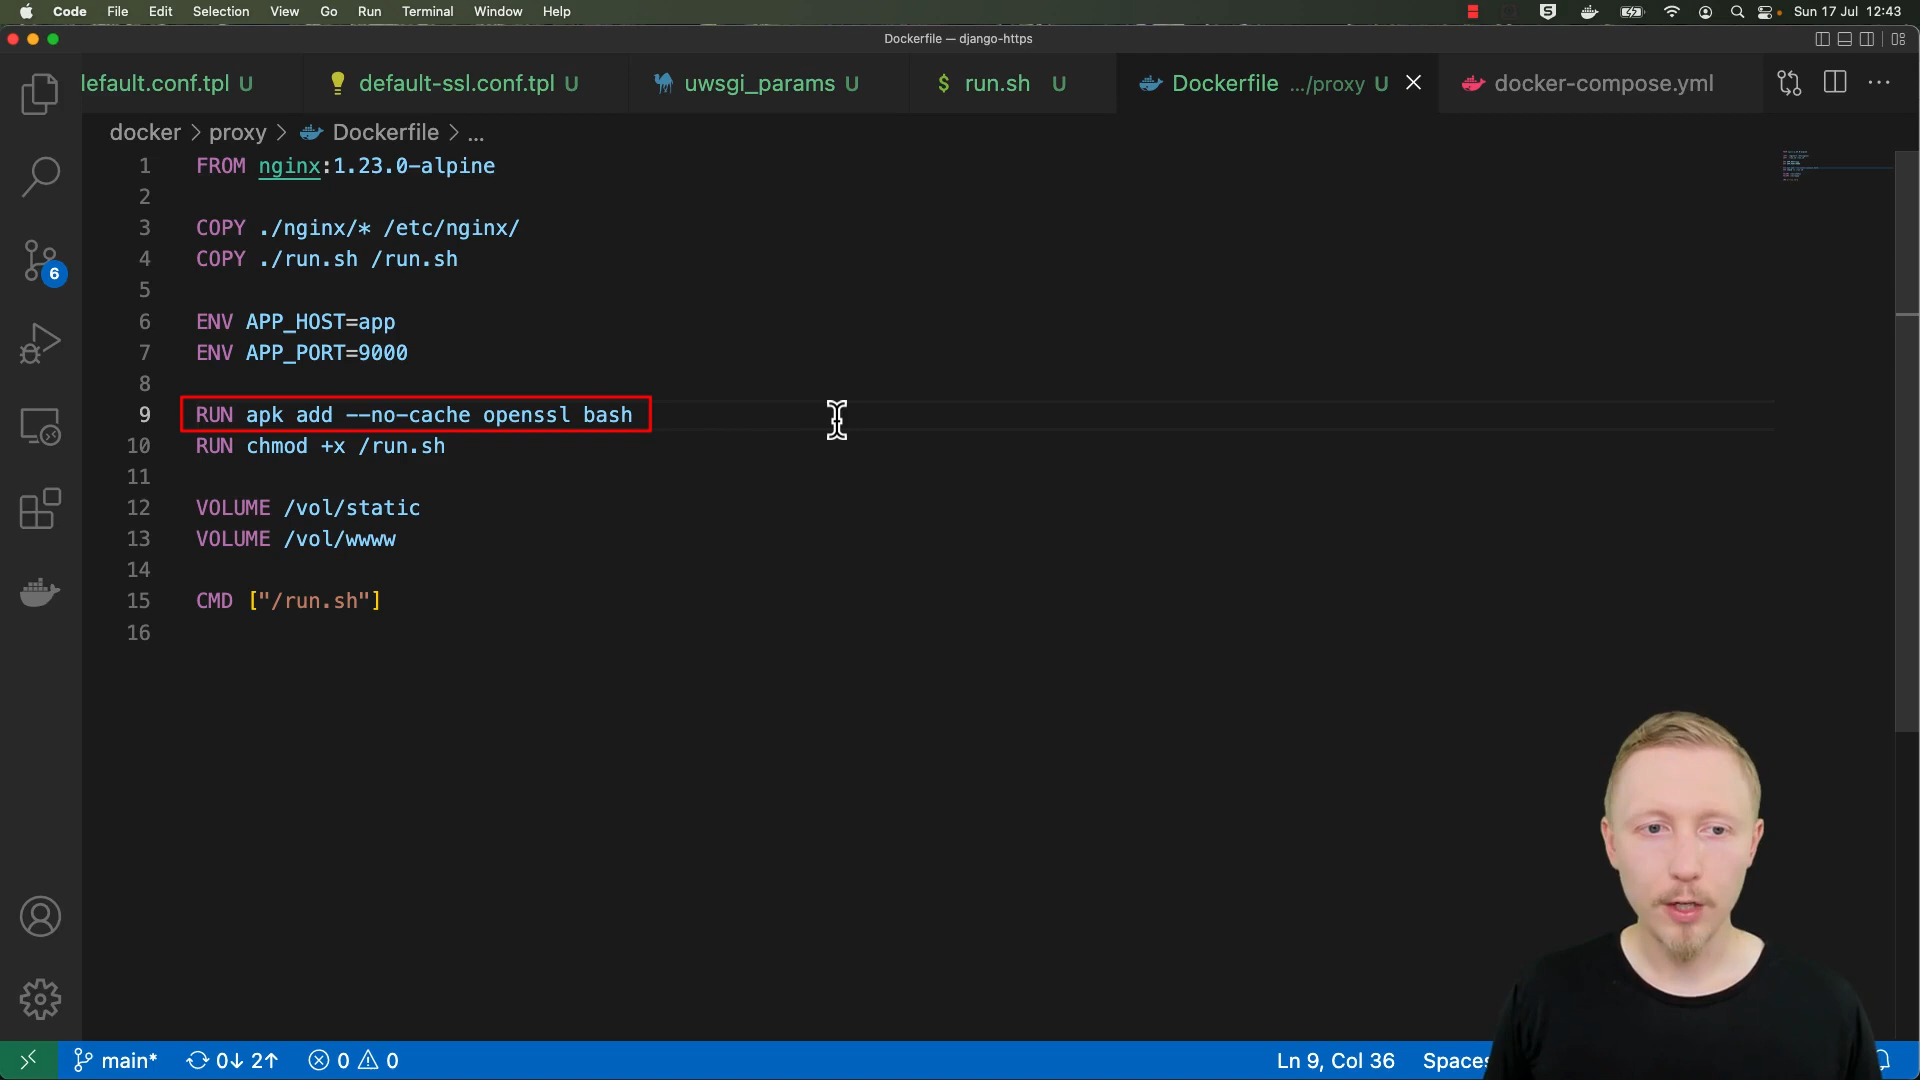 Code File Edit Selection View Go Run Terminal Window Help Sun 17 Jul 12:43
Dockerfile — django-https
lefault.conf.tpl U default-ssl.conf.tpl U uwsgi_params U $ run.sh U Dockerfile .../proxy U docker-compose.yml
docker > proxy > Dockerfile > ...
1 FROM nginx:1.23.0-alpine
2
3 COPY ./nginx/* /etc/nginx/
4 COPY ./run.sh /run.sh
5
6 ENV APP_HOST=app
7 ENV APP_PORT=9000
8
9 RUN apk add --no-cache openssl bash
10 RUN chmod +x /run.sh
11
12 VOLUME /vol/static
13 VOLUME /vol/wwww
14
15 CMD ["/run.sh"]
16
6
main* 0↓ 2↑ 0 0 Ln 9, Col 36 Spaces